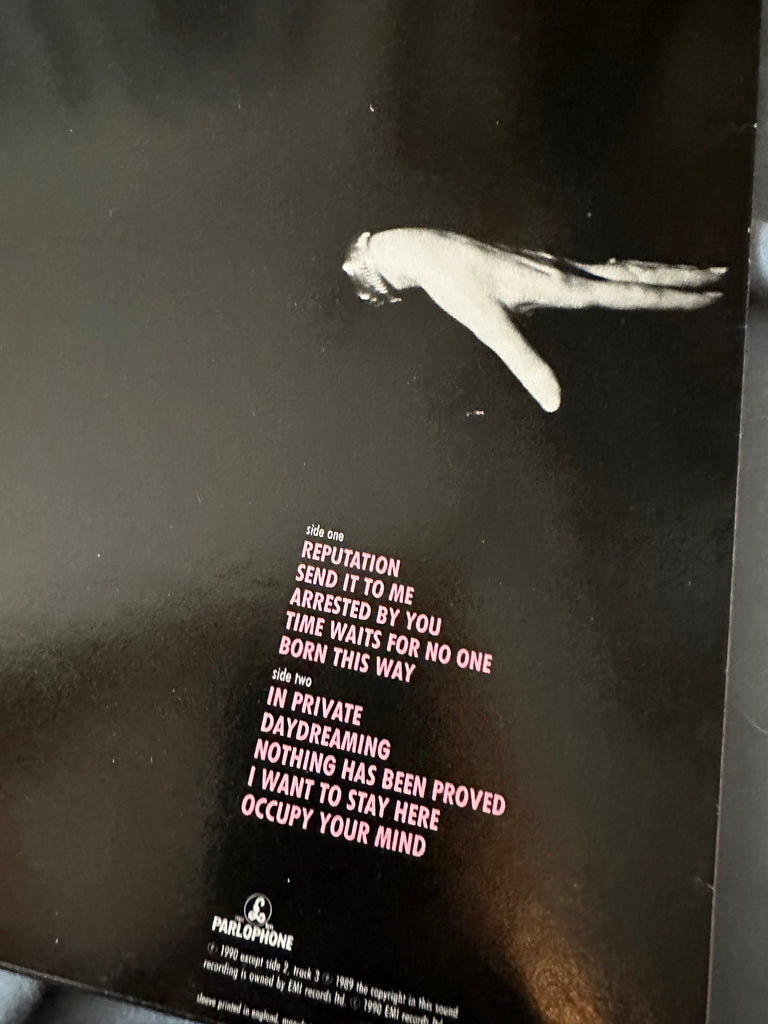 side one
REPUTATION
SEND IT TO ME
ARRESTED BY YOU
TIME WAITS FOR NO ONE
BORN THIS WAY
side two
IN PRIVATE
DAYDREAMING
NOTHING HAS BEEN PROVED
I WANT TO STAY HERE
OCCUPY YOUR MIND
£
PARLOPHONE
℗ 1990 except side 2, track 3 ℗ 1989 the copyright in this sound
recording is owned by EMI records ltd. © 1990 EMI records ltd.
sleeve printed in england,